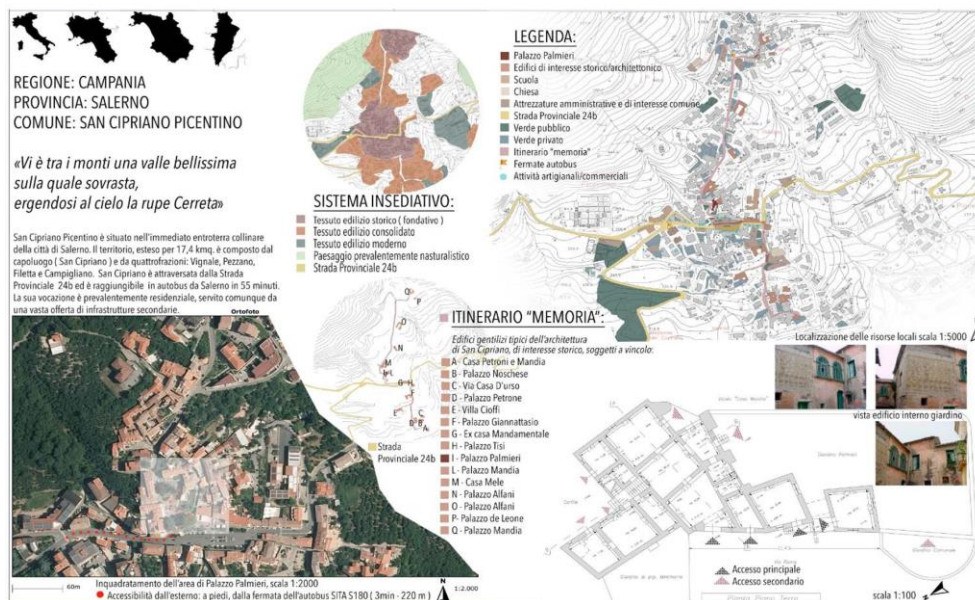 REGIONE: CAMPANIA
PROVINCIA: SALERNO
COMUNE: SAN CIPRIANO PICENTINO
«Vi è tra i monti una valle bellissima
sulla quale sovrasta,
ergendosi al cielo la rupe Cerreta»
San Cipriano Picentino è situato nell'immediato entroterra collinare
della città di Salerno. Il territorio, esteso per 17,4 kmq, è composto dal
capoluogo ( San Cipriano ) e da quattrofrazioni: Vignale, Pezzano,
Filetta e Campigliano. San Cipriano è attraversata dalla Strada
Provinciale 24b ed è raggiungibile in autobus da Salerno in 55 minuti.
La sua vocazione è prevalentemente residenziale, servito comunque da
una vasta offerta di infrastrutture secondarie.
Ortofoto
60m
Inquadramento dell'area di Palazzo Palmieri, scala 1:2000
Accessibilità dall'esterno: a piedi, dalla fermata dell'autobus SITA S180 ( 3min - 220 m )
N
1:2.000
SISTEMA INSEDIATIVO:
Tessuto edilizio storico ( fondativo )
Tessuto edilizio consolidato
Tessuto edilizio moderno
Paesaggio prevalentemente nasturalistico
Strada Provinciale 24b
LEGENDA:
Palazzo Palmieri
Edifici di interesse storico/architettonico
Scuola
Chiesa
Attrezzature amministrative e di interesse comune
Strada Provinciale 24b
Verde pubblico
Verde privato
Itinerario "memoria"
Fermate autobus
Attività artigianali/commerciali
Localizzazione delle risorse locali scala 1:5000
Strada
Provinciale 24b
ITINERARIO "MEMORIA":
Edifici gentilizi tipici dell'architettura
di San Cipriano, di interesse storico, soggetti a vincolo:
A - Casa Petroni e Mandia
B - Palazzo Noschese
C - Via Casa D'urso
D - Palazzo Petrone
E - Villa Cioffi
F - Palazzo Giannattasio
G - Ex casa Mandamentale
H - Palazzo Tisi
I - Palazzo Palmieri
L - Palazzo Mandia
M - Casa Mele
N - Palazzo Alfani
O - Palazzo Alfani
P- Palazzo de Leone
Q - Palazzo Mandia
vista edificio interno giardino
Accesso principale
Accesso secondario
Pianta Piano Terra
scala 1:100